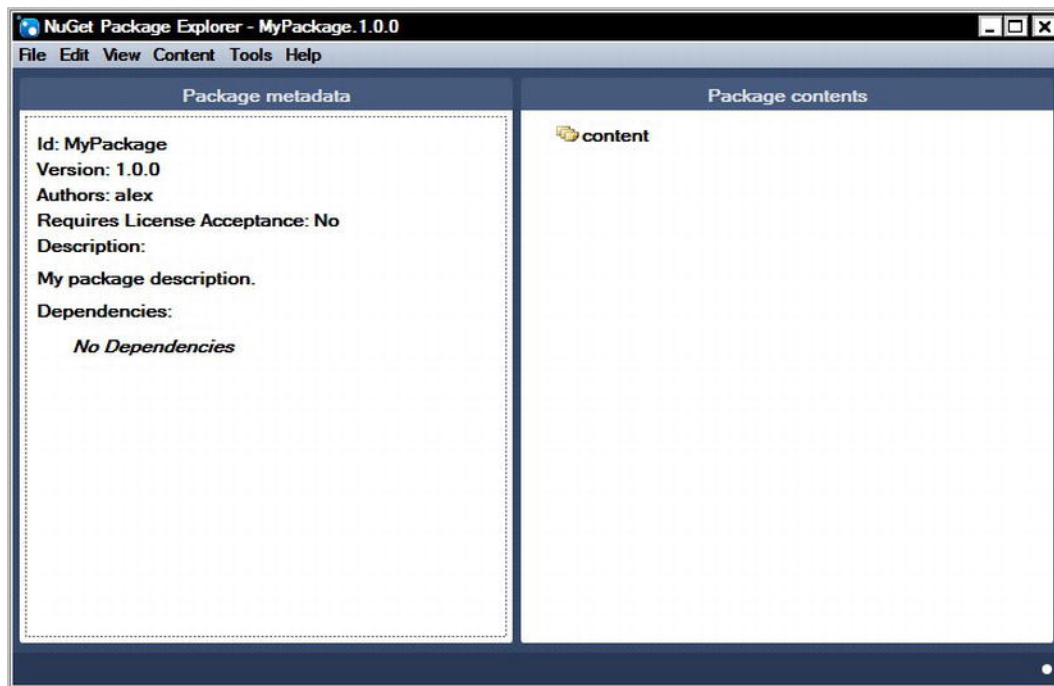 NuGet Package Explorer - MyPackage.1.0.0
File Edit View Content Tools Help
Package metadata
Id: MyPackage
Version: 1.0.0
Authors: alex
Requires License Acceptance: No
Description:
My package description.
Dependencies:
No Dependencies
Package contents
content